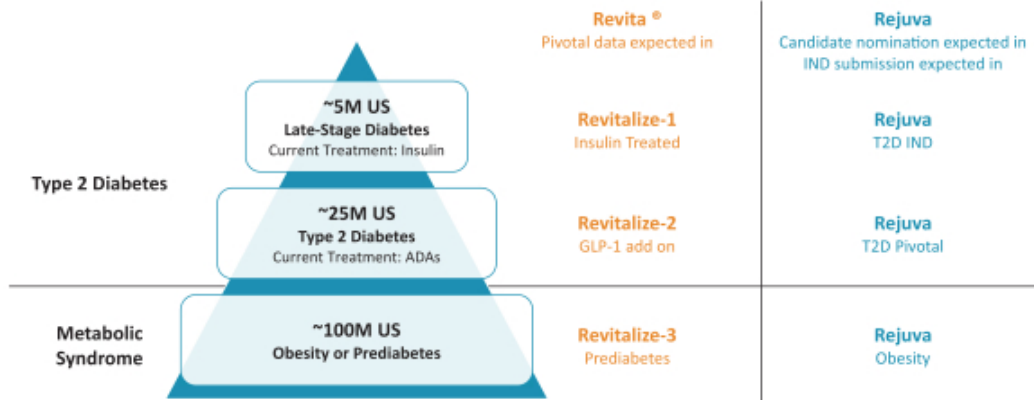 Revita ®
Pivotal data expected in
Rejuva
Candidate nomination expected in
IND submission expected in
Type 2 Diabetes
~5M US
Late-Stage Diabetes
Current Treatment: Insulin
Revitalize-1
Insulin Treated
Rejuva
T2D IND
~25M US
Type 2 Diabetes
Current Treatment: ADAs
Revitalize-2
GLP-1 add on
Rejuva
T2D Pivotal
Metabolic
Syndrome
~100M US
Obesity or Prediabetes
Revitalize-3
Prediabetes
Rejuva
Obesity